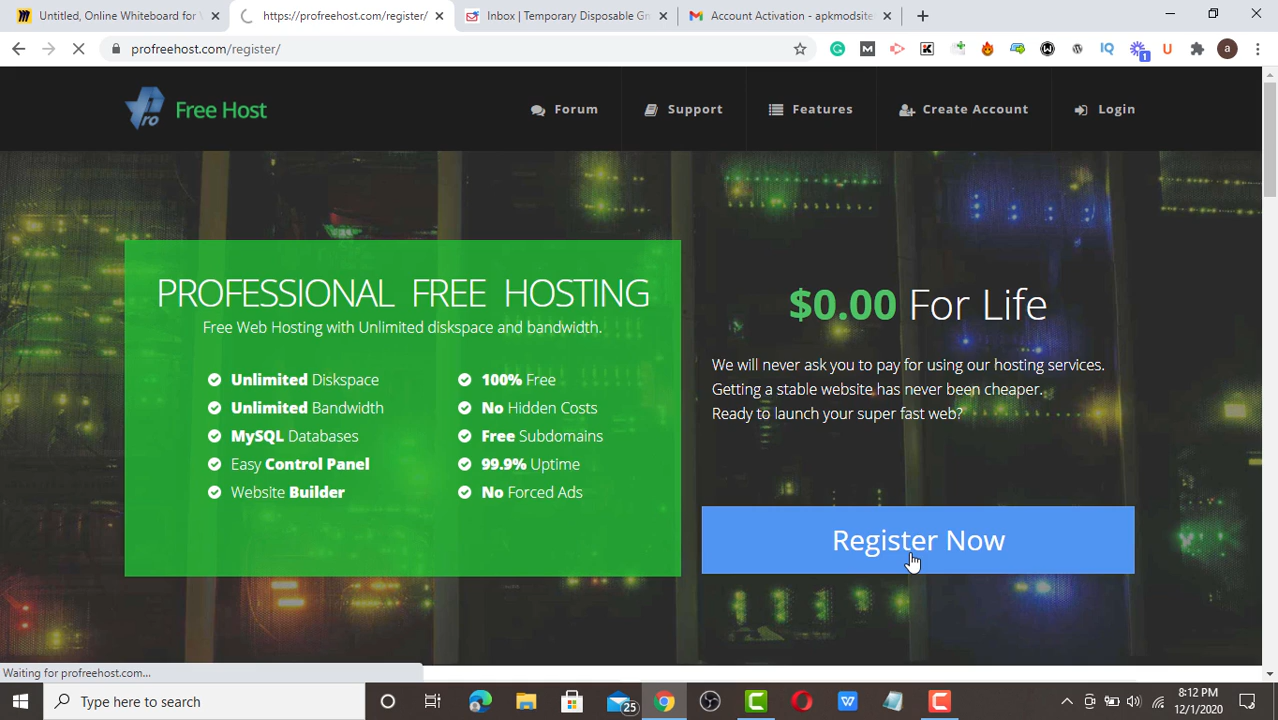 Untitled, Online Whiteboard for V
https://profreehost.com/register/
Inbox | Temporary Disposable Gm
Account Activation - apkmodsite
profreehost.com/register/
1
a
Pro Free Host
Forum
Support
Features
Create Account
Login
PROFESSIONAL FREE HOSTING
Free Web Hosting with Unlimited diskspace and bandwidth.
Unlimited Diskspace
Unlimited Bandwidth
MySQL Databases
Easy Control Panel
Website Builder
100% Free
No Hidden Costs
Free Subdomains
99.9% Uptime
No Forced Ads
$0.00 For Life
We will never ask you to pay for using our hosting services.
Getting a stable website has never been cheaper.
Ready to launch your super fast web?
Register Now
Waiting for profreehost.com...
Type here to search
25
8:12 PM
12/1/2020